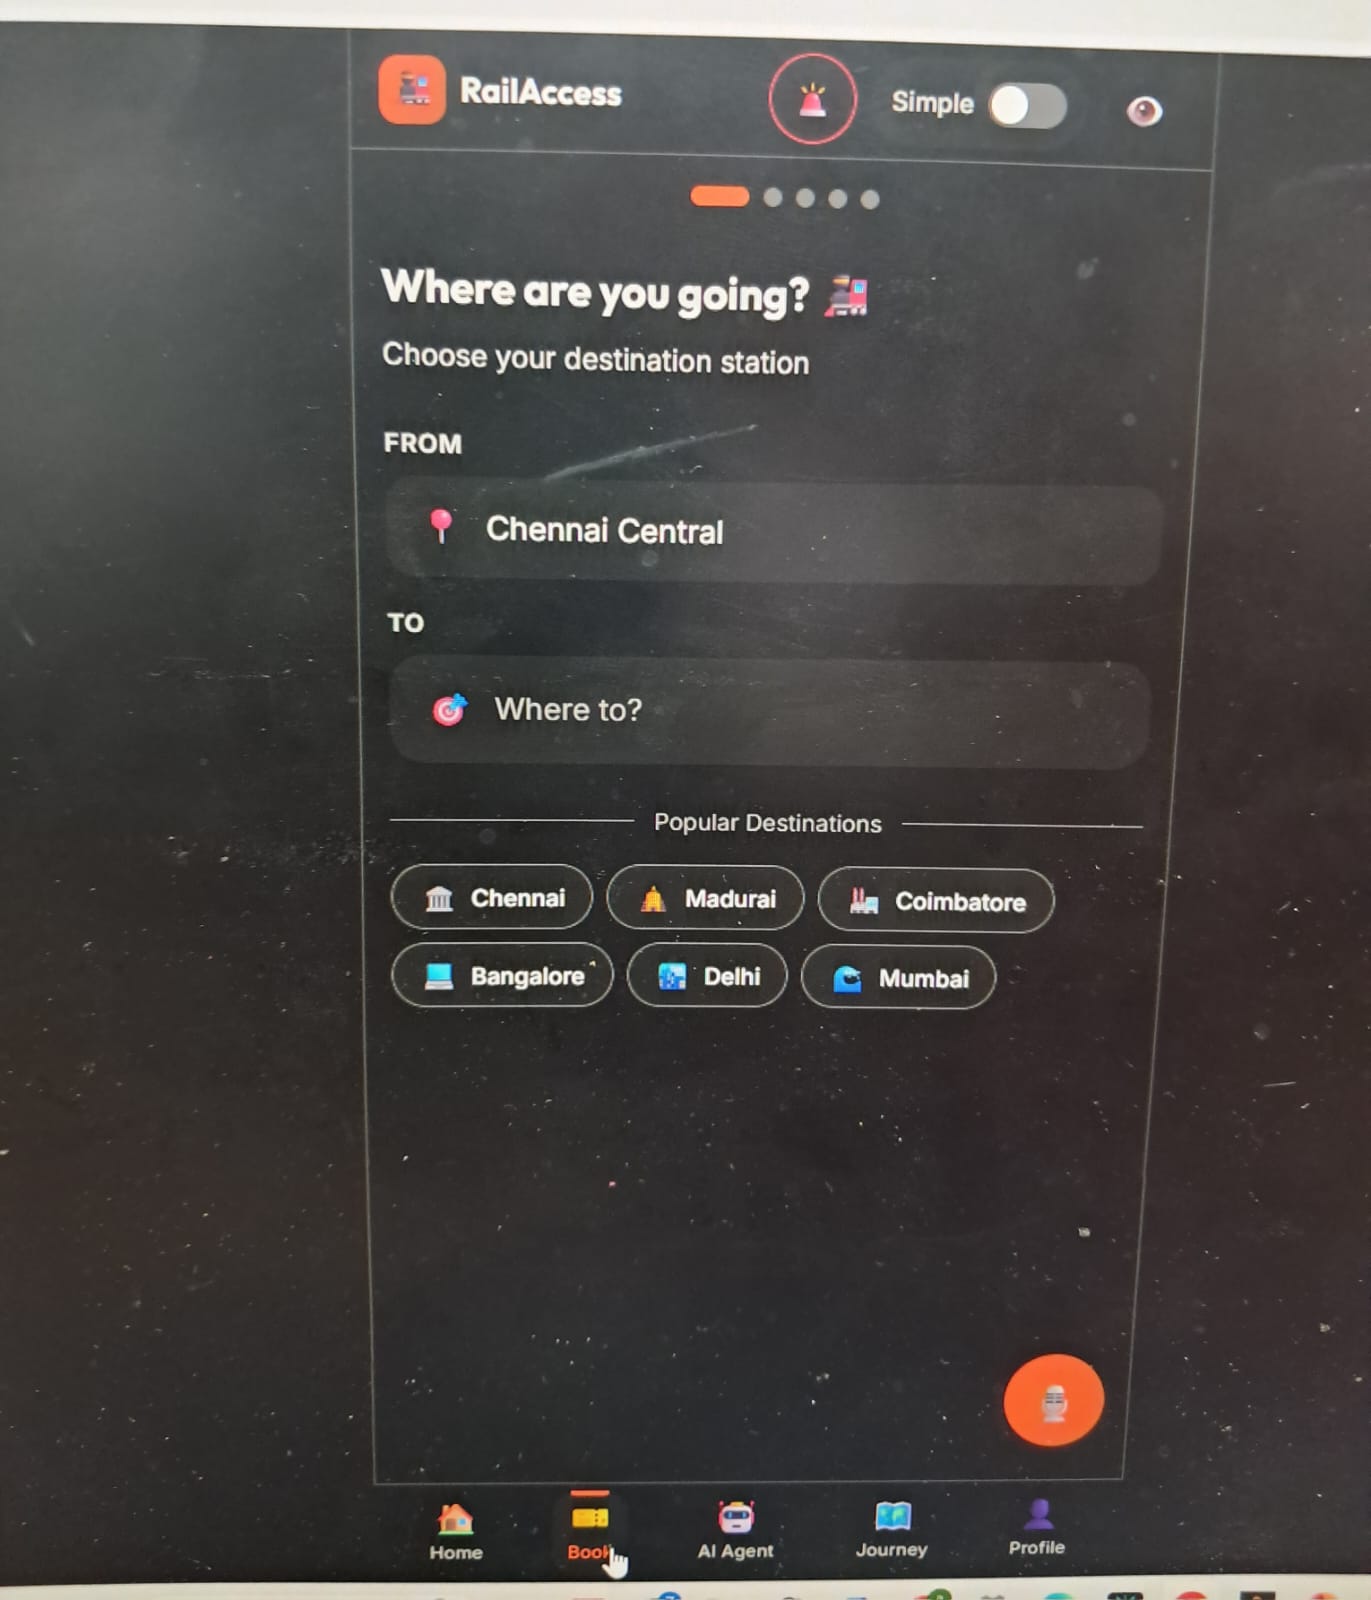 RailAccess
Simple
Where are you going?
Choose your destination station
FROM
Chennai Central
TO
Where to?
Popular Destinations
Chennai Madurai Coimbatore
Bangalore Delhi Mumbai
Home Book AI Agent Journey Profile